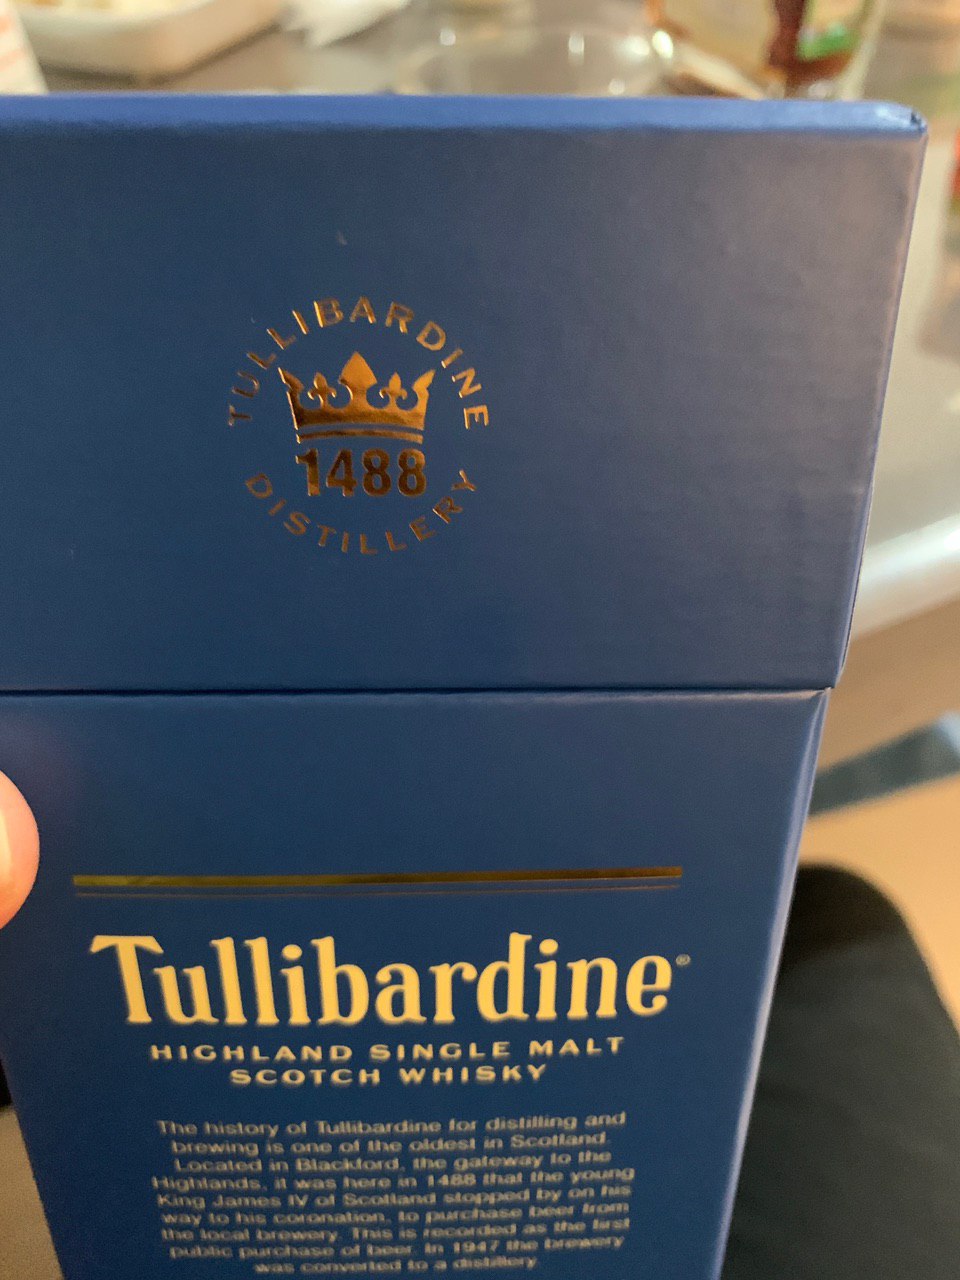 TULLIBARDINE
1488
DISTILLERY
Tullibardine®
HIGHLAND SINGLE MALT
SCOTCH WHISKY
The history of Tullibardine for distilling and
brewing is one of the oldest in Scotland.
Located in Blackford, the gateway to the
Highlands, it was here in 1488 that the young
King James IV of Scotland stopped by on his
way to his coronation, to purchase beer from
the local brewery. This is recorded as the first
public purchase of beer. In 1947 the brewery
was converted to a distillery